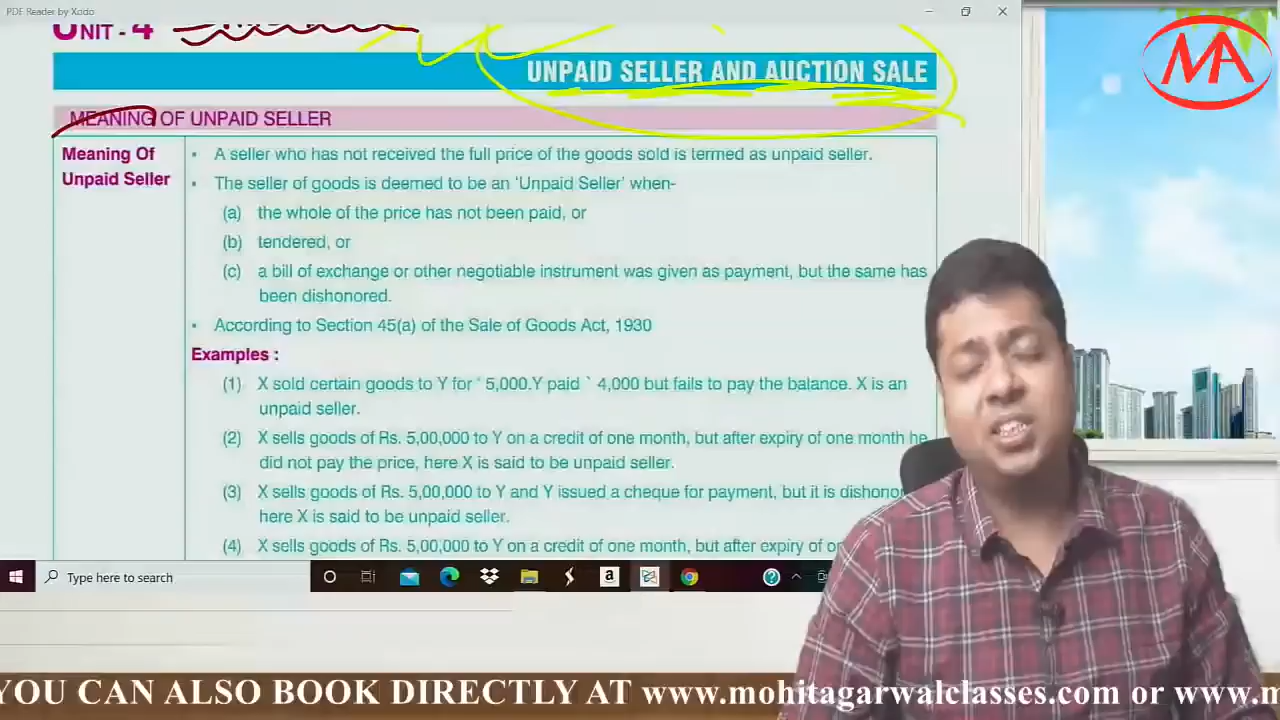 PDF Reader by Xodo
UNIT - 4
UNPAID SELLER AND AUCTION SALE
MA
MEANING OF UNPAID SELLER
Meaning Of
Unpaid Seller
• A seller who has not received the full price of the goods sold is termed as unpaid seller.
• The seller of goods is deemed to be an ‘Unpaid Seller’ when-
(a) the whole of the price has not been paid, or
(b) tendered, or
(c) a bill of exchange or other negotiable instrument was given as payment, but the same has
been dishonored.
• According to Section 45(a) of the Sale of Goods Act, 1930
Examples :
(1) X sold certain goods to Y for ‘ 5,000.Y paid ` 4,000 but fails to pay the balance. X is an
unpaid seller.
(2) X sells goods of Rs. 5,00,000 to Y on a credit of one month, but after expiry of one month he
did not pay the price, here X is said to be unpaid seller.
(3) X sells goods of Rs. 5,00,000 to Y and Y issued a cheque for payment, but it is dishono
here X is said to be unpaid seller.
(4) X sells goods of Rs. 5,00,000 to Y on a credit of one month, but after expiry of
Type here to search
YOU CAN ALSO BOOK DIRECTLY AT www.mohitagarwalclasses.com or www.m